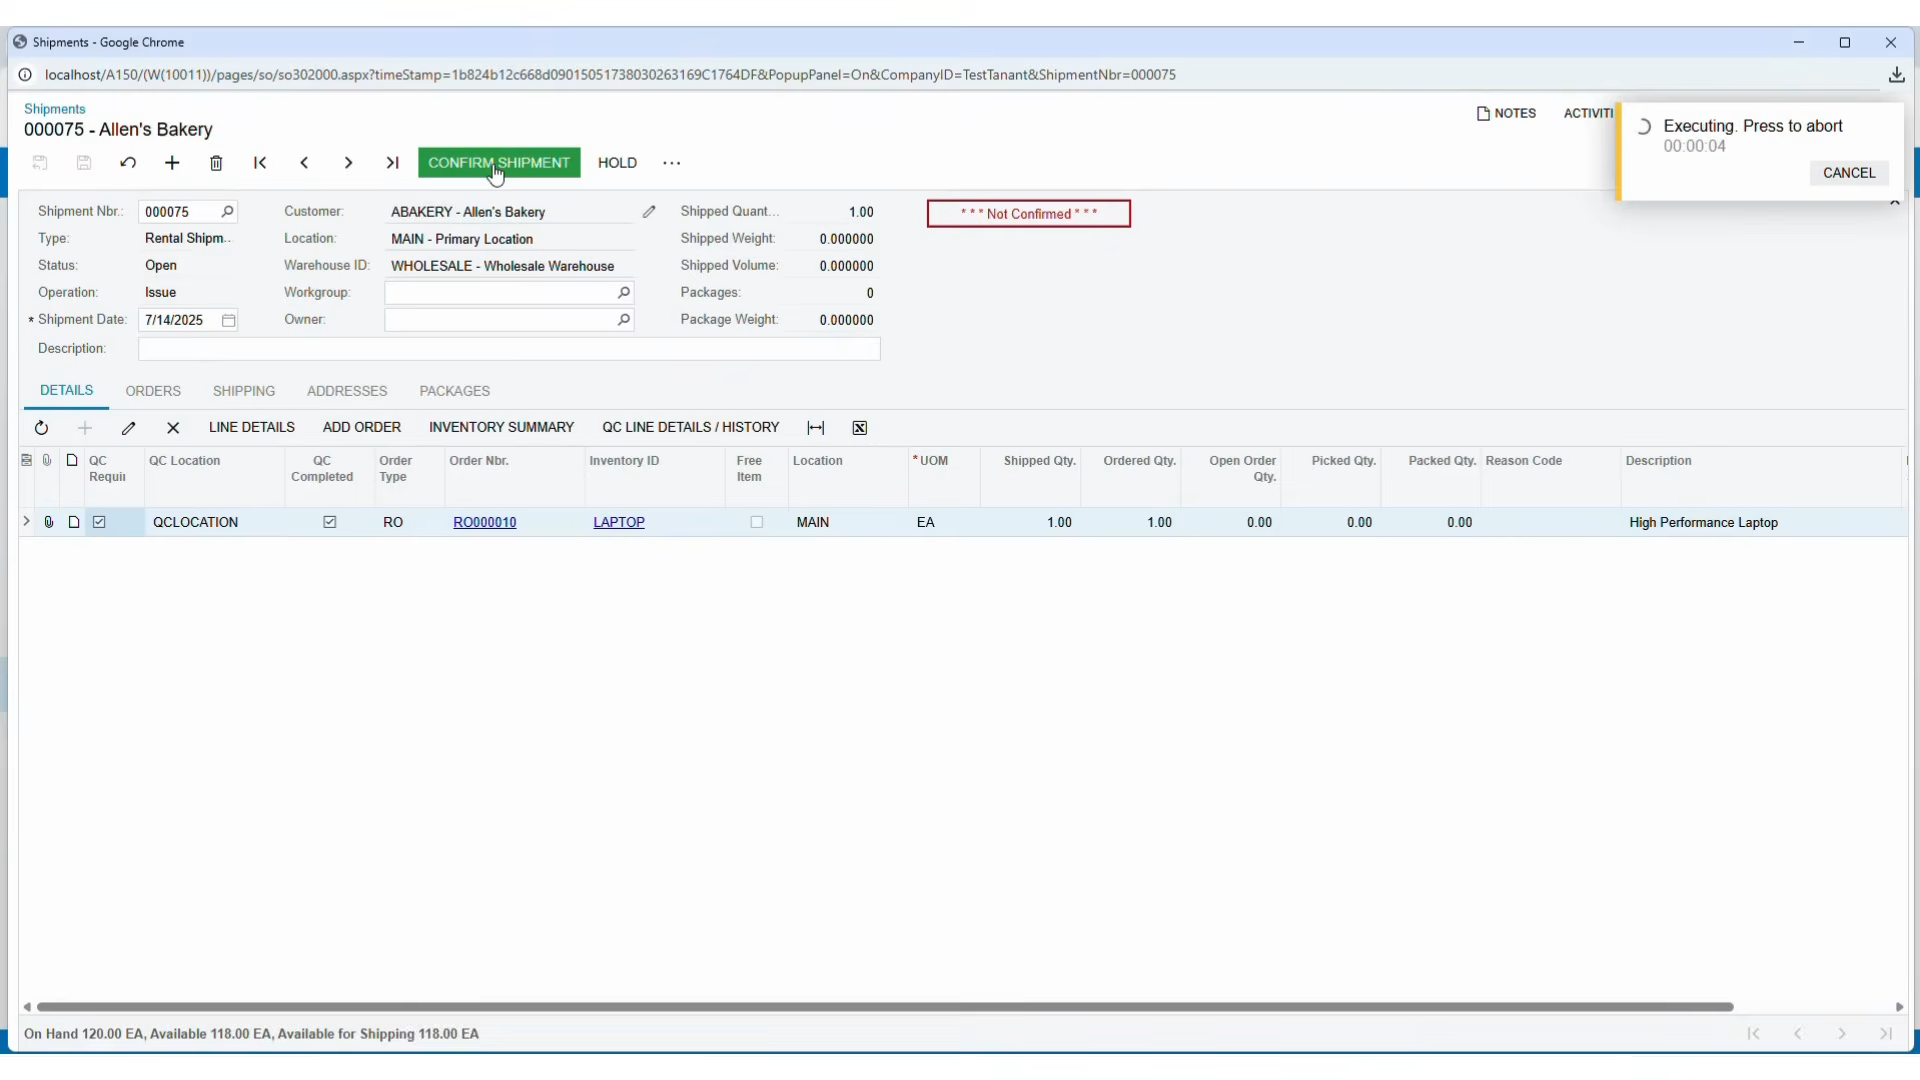 Shipments - Google Chrome
localhost/A150/(W(10011))/pages/so/so302000.aspx?timeStamp=1b824b12c668d09015051738030263169C1764DF&PopupPanel=On&CompanyID=TestTanant&ShipmentNbr=000075
Shipments
000075 - Allen's Bakery
NOTES ACTIVITI
Executing. Press to abort
00:00:04
CANCEL
CONFIRM SHIPMENT HOLD ...
Shipment Nbr.: 000075 Customer: ABAKERY - Allen's Bakery Shipped Quant... 1.00
* * * Not Confirmed * * *
Type: Rental Shipm... Location: MAIN - Primary Location Shipped Weight: 0.000000
Status: Open Warehouse ID: WHOLESALE - Wholesale Warehouse Shipped Volume: 0.000000
Operation: Issue Workgroup: Packages: 0
* Shipment Date: 7/14/2025 Owner: Package Weight: 0.000000
Description:
DETAILS ORDERS SHIPPING ADDRESSES PACKAGES
LINE DETAILS ADD ORDER INVENTORY SUMMARY QC LINE DETAILS / HISTORY
QC Requir QC Location QC Completed Order Type Order Nbr. Inventory ID Free Item Location * UOM Shipped Qty. Ordered Qty. Open Order Qty. Picked Qty. Packed Qty. Reason Code Description
QCLOCATION RO RO000010 LAPTOP MAIN EA 1.00 1.00 0.00 0.00 0.00 High Performance Laptop
On Hand 120.00 EA, Available 118.00 EA, Available for Shipping 118.00 EA